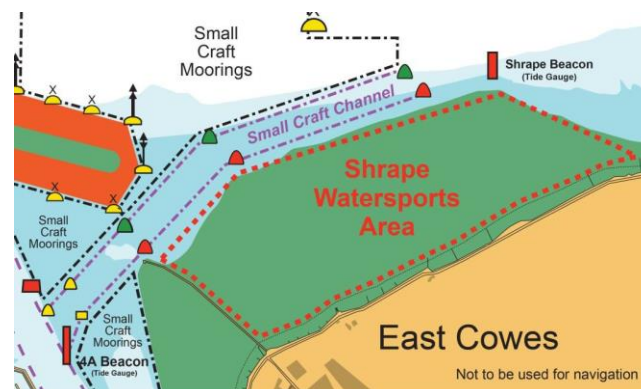 Small Craft
Moorings
Shrape Beacon
(Tide Gauge)
Small Craft Channel
Shrape
Watersports
Area
Small
Craft
Moorings
Small
Craft
Moorings
4A Beacon
(Tide Gauge)
East Cowes
Not to be used for navigation